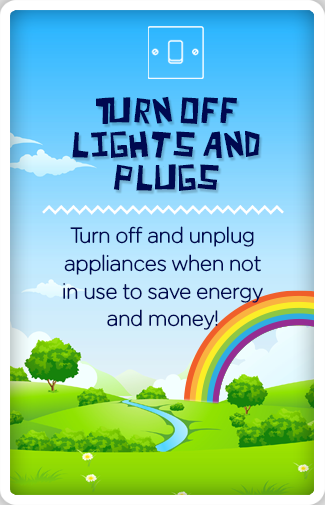 TURN OFF
LIGHTS AND
PLUGS
Turn off and unplug
appliances when not
in use to save energy
and money!